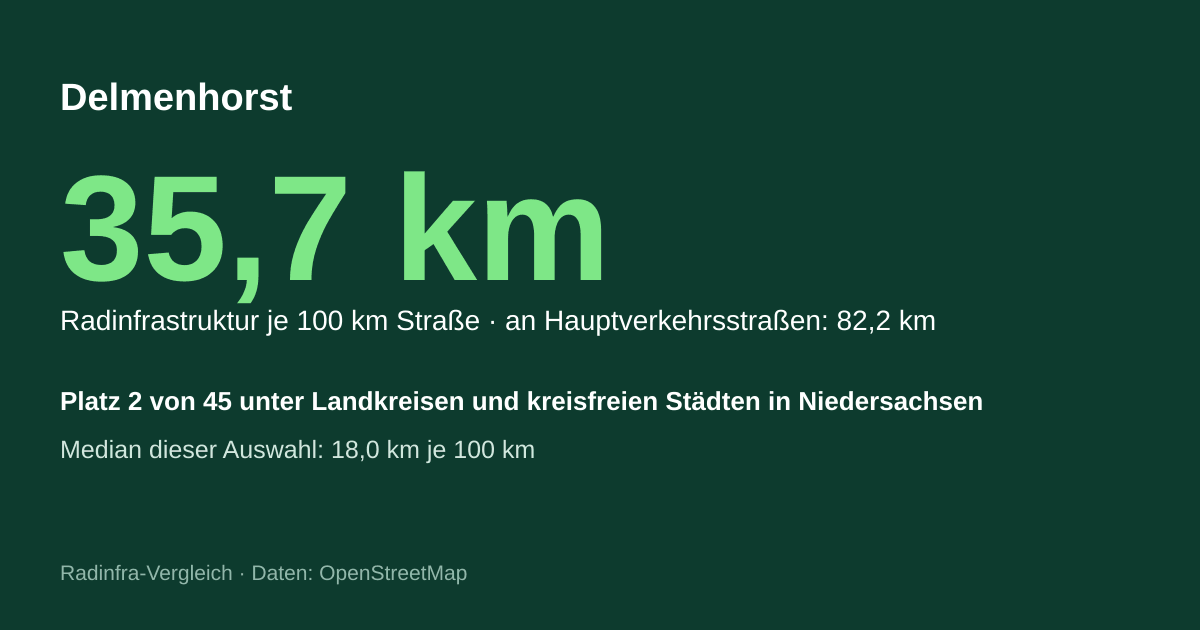 Delmenhorst
35,7 km
Radinfrastruktur je 100 km Straße · an Hauptverkehrsstraßen: 82,2 km
Platz 2 von 45 unter Landkreisen und kreisfreien Städten in Niedersachsen
Median dieser Auswahl: 18,0 km je 100 km
Radinfra-Vergleich · Daten: OpenStreetMap